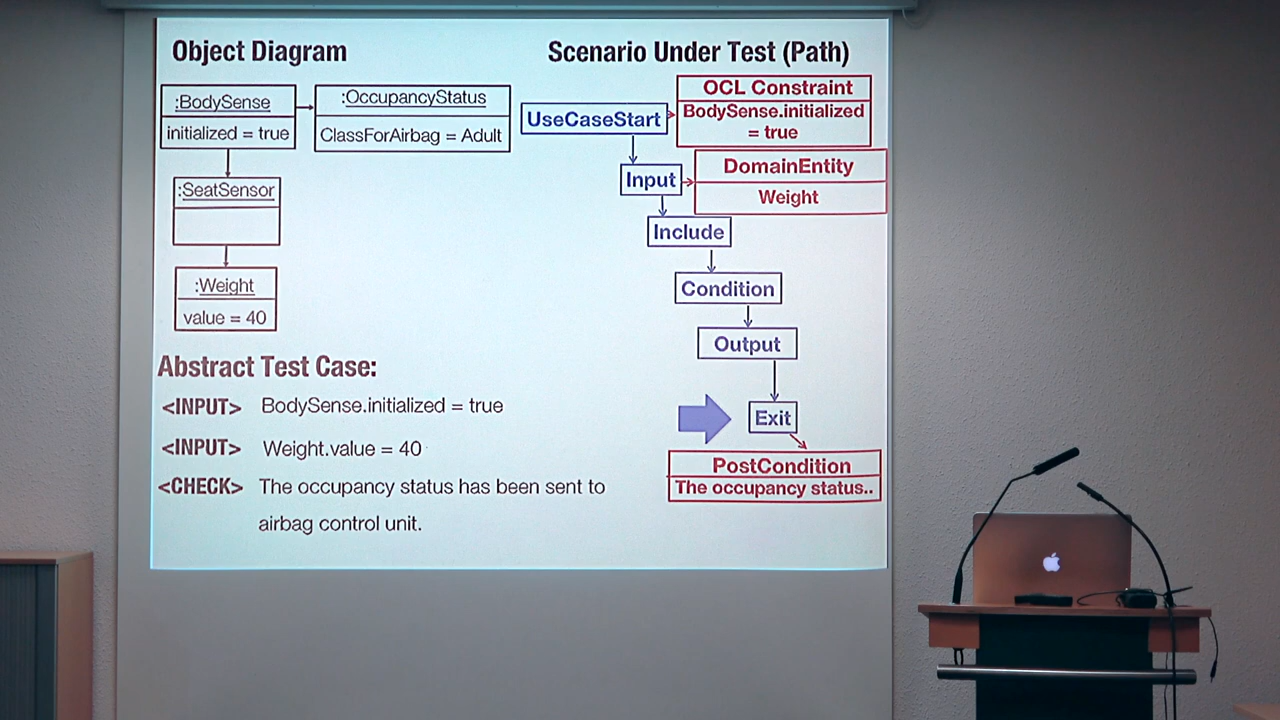 Object Diagram
:BodySense
initialized = true
:OccupancyStatus
ClassForAirbag = Adult
:SeatSensor
:Weight
value = 40
Abstract Test Case:
<INPUT> BodySense.initialized = true
<INPUT> Weight.value = 40
<CHECK> The occupancy status has been sent to
airbag control unit.
Scenario Under Test (Path)
UseCaseStart
OCL Constraint
BodySense.initialized
= true
Input
DomainEntity
Weight
Include
Condition
Output
Exit
PostCondition
The occupancy status..